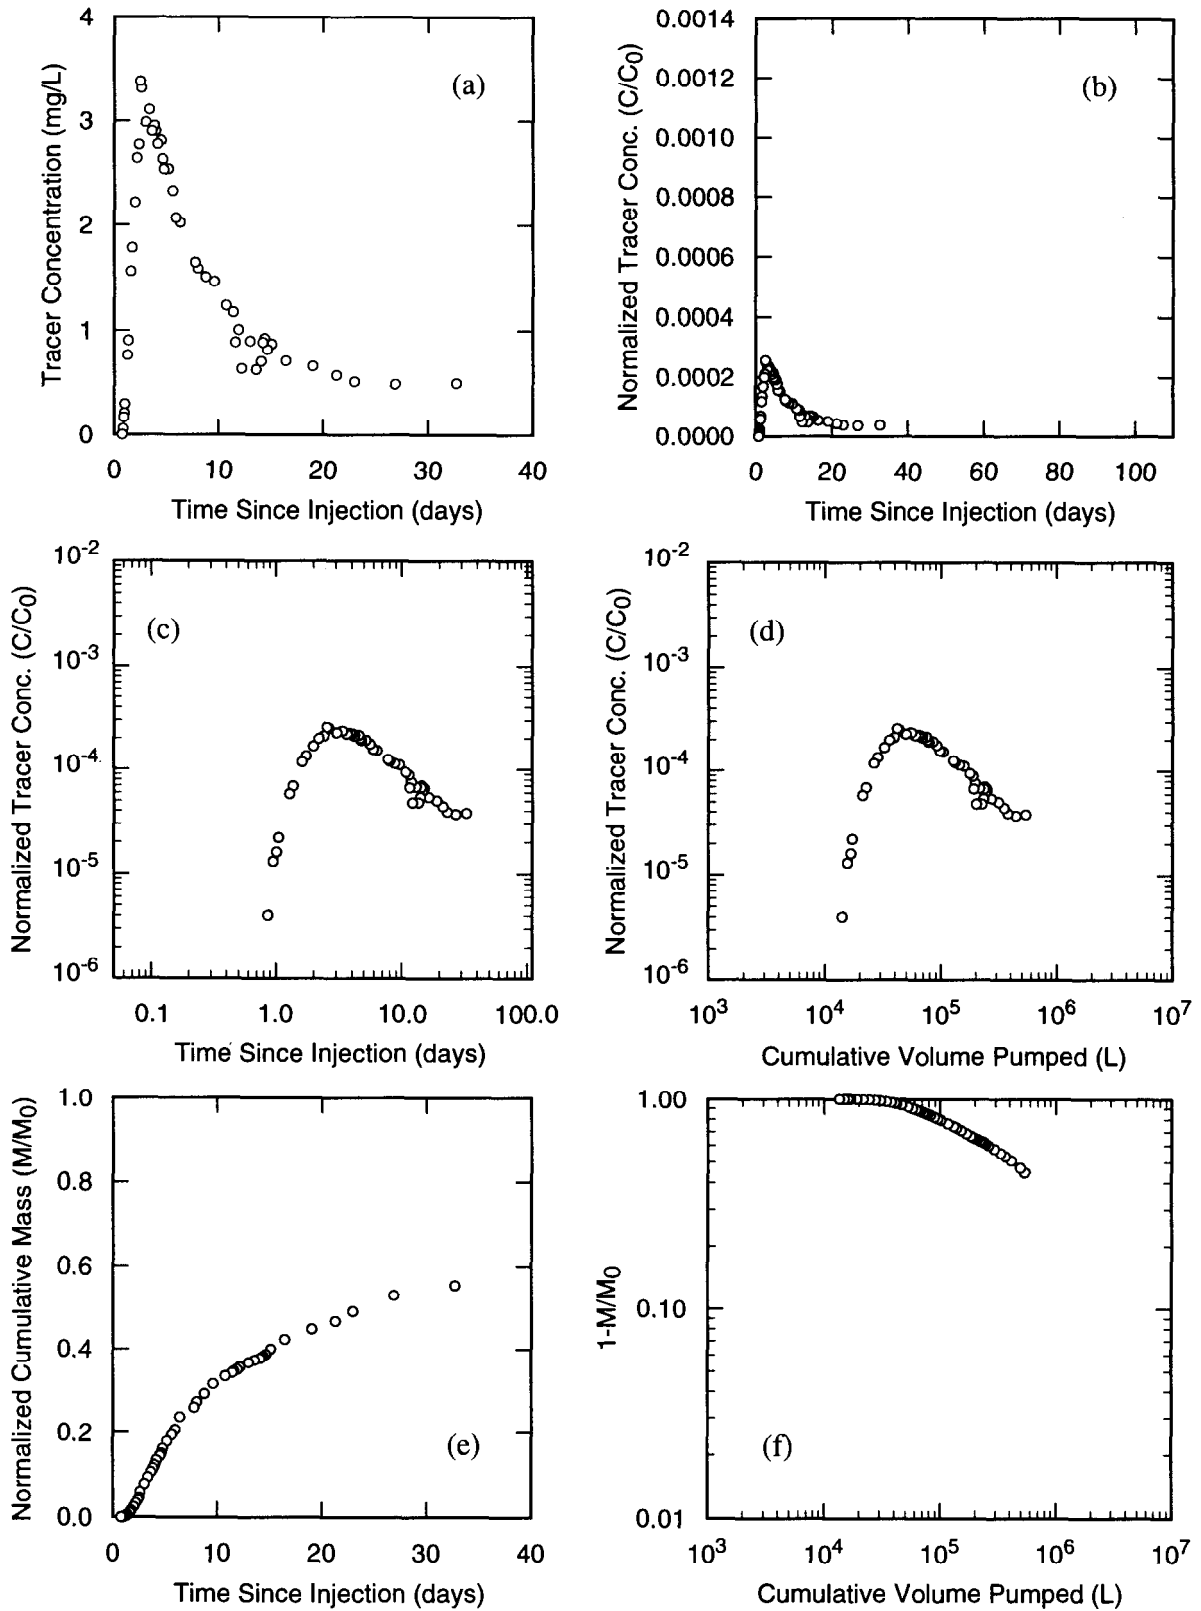 Tracer Concentration (mg/L)
4
3
2
1
0
(a)
0 10 20 30 40
Time Since Injection (days)
Normalized Tracer Conc. (C/C0)
0.0014
0.0012
0.0010
0.0008
0.0006
0.0004
0.0002
0.0000
(b)
0 20 40 60 80 100
Time Since Injection (days)
Normalized Tracer Conc. (C/C0)
10-2
10-3
10-4
10-5
10-6
(c)
0.1 1.0 10.0 100.0
Time Since Injection (days)
Normalized Tracer Conc. (C/C0)
10-2
10-3
10-4
10-5
10-6
(d)
103 104 105 106 107
Cumulative Volume Pumped (L)
Normalized Cumulative Mass (M/M0)
1.0
0.8
0.6
0.4
0.2
0.0
(e)
0 10 20 30 40
Time Since Injection (days)
1-M/M0
1.00
0.10
0.01
(f)
103 104 105 106 107
Cumulative Volume Pumped (L)